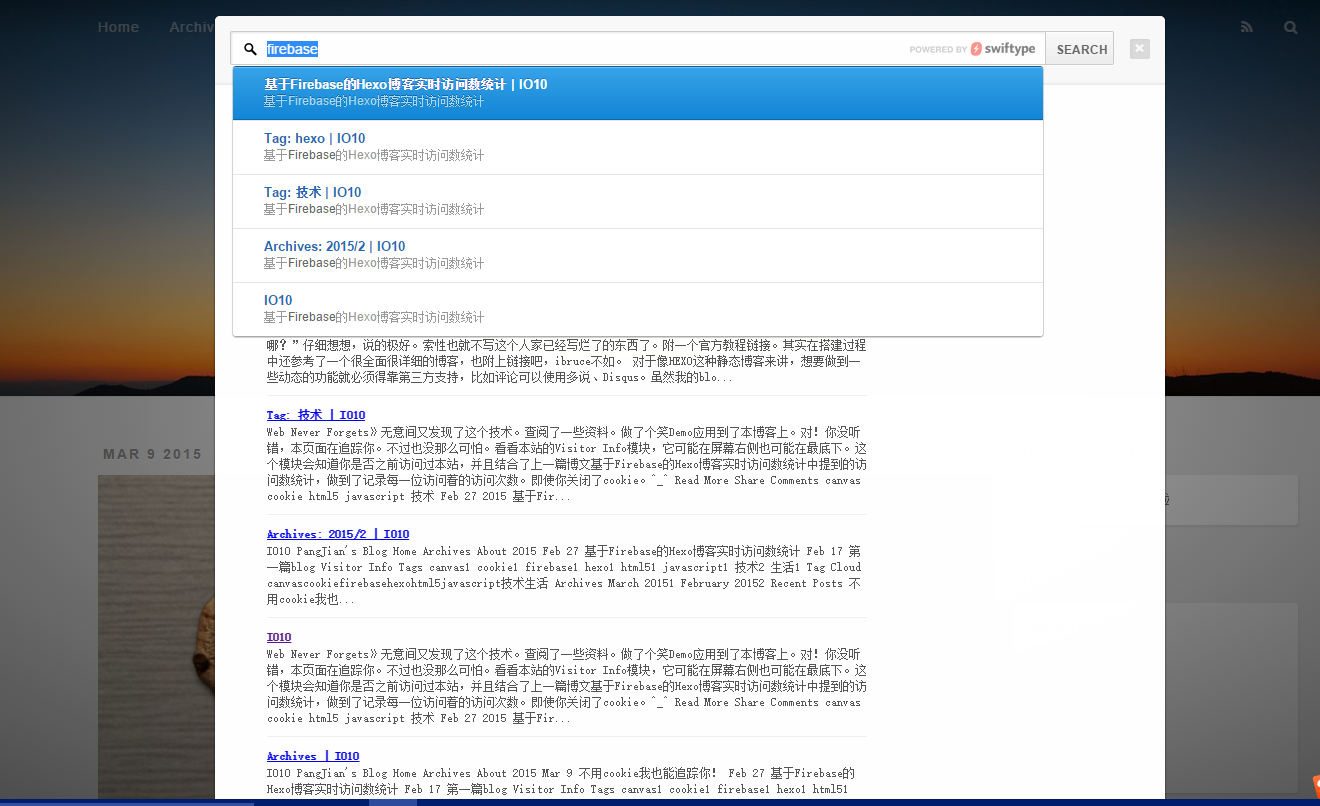 Home Archiv
firebase
POWERED BY swiftype
SEARCH
基于Firebase的Hexo博客实时访问数统计 | IO10
基于Firebase的Hexo博客实时访问数统计
Tag: hexo | IO10
基于Firebase的Hexo博客实时访问数统计
Tag: 技术 | IO10
基于Firebase的Hexo博客实时访问数统计
Archives: 2015/2 | IO10
基于Firebase的Hexo博客实时访问数统计
IO10
基于Firebase的Hexo博客实时访问数统计
哪？”仔细想想，说的极好。索性也就不写这个人家已经写烂了的东西了。附一个官方教程链接。其实在搭建过程
中还参考了一个很全面很详细的博客，也附上链接吧，ibruce不如。 对于像HEXO这种静态博客来讲，想要做到一
些动态的功能就必须得靠第三方支持，比如评论可以使用多说、Disqus。虽然我的blo...
Tag: 技术 | IO10
Web Never Forgets》无意间又发现了这个技术。查阅了一些资料。做了个笑Demo应用到了本博客上。对！你没听
错，本页面在追踪你。不过也没那么可怕。看看本站的Visitor Info模块，它可能在屏幕右侧也可能在最底下。这
个模块会知道你是否之前访问过本站，并且结合了上一篇博文基于Firebase的Hexo博客实时访问数统计中提到的访
问数统计，做到了记录每一位访问着的访问次数。即使你关闭了cookie。^_^ Read More Share Comments canvas
cookie html5 javascript 技术 Feb 27 2015 基于Fir...
MAR 9 2015
Archives: 2015/2 | IO10
IO10 PangJian's Blog Home Archives About 2015 Feb 27 基于Firebase的Hexo博客实时访问数统计 Feb 17 第
一篇blog Visitor Info Tags canvas1 cookie1 firebase1 hexo1 html51 javascript1 技术2 生活1 Tag Cloud
canvascookiefirebasehexohtml5javascript技术生活 Archives March 20151 February 20152 Recent Posts 不
用cookie我也...
IO10
Web Never Forgets》无意间又发现了这个技术。查阅了一些资料。做了个笑Demo应用到了本博客上。对！你没听
错，本页面在追踪你。不过也没那么可怕。看看本站的Visitor Info模块，它可能在屏幕右侧也可能在最底下。这
个模块会知道你是否之前访问过本站，并且结合了上一篇博文基于Firebase的Hexo博客实时访问数统计中提到的访
问数统计，做到了记录每一位访问着的访问次数。即使你关闭了cookie。^_^ Read More Share Comments canvas
cookie html5 javascript 技术 Feb 27 2015 基于Fir...
Archives | IO10
IO10 PangJian's Blog Home Archives About 2015 Mar 9 不用cookie我也能追踪你！ Feb 27 基于Firebase的
Hexo博客实时访问数统计 Feb 17 第一篇blog Visitor Info Tags canvas1 cookie1 firebase1 hexo1 html51